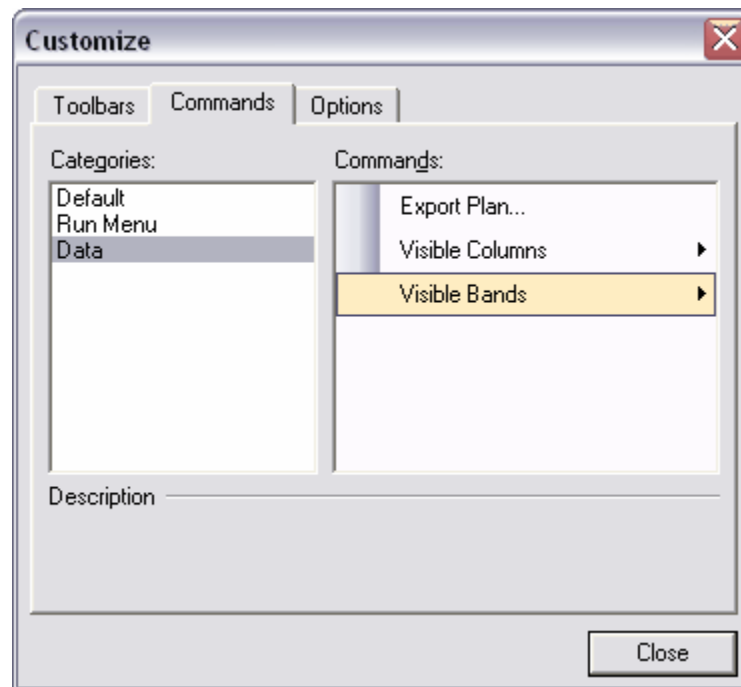 Customize
Toolbars
Commands
Options
Categories:
Default
Run Menu
Data
Commands:
Export Plan...
Visible Columns
Visible Bands
Description
Close